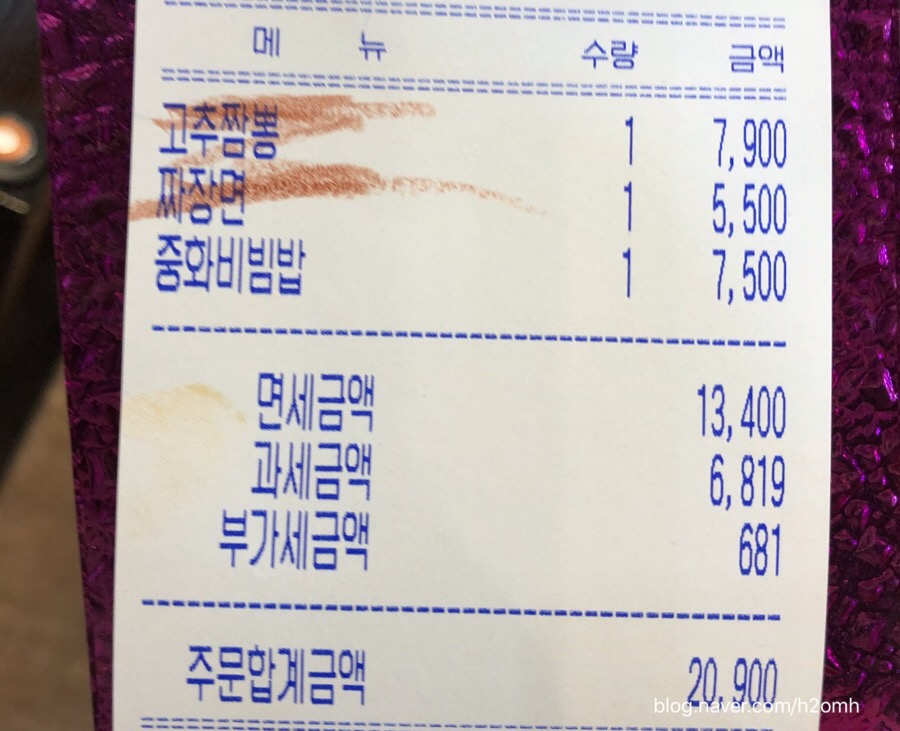 메 뉴 수량 금액
고추짬뽕 1 7,900
짜장면 1 5,500
중화비빔밥 1 7,500
면세금액 13,400
과세금액 6,819
부가세금액 681
주문합계금액 20,900
blog.naver.com/h2omh